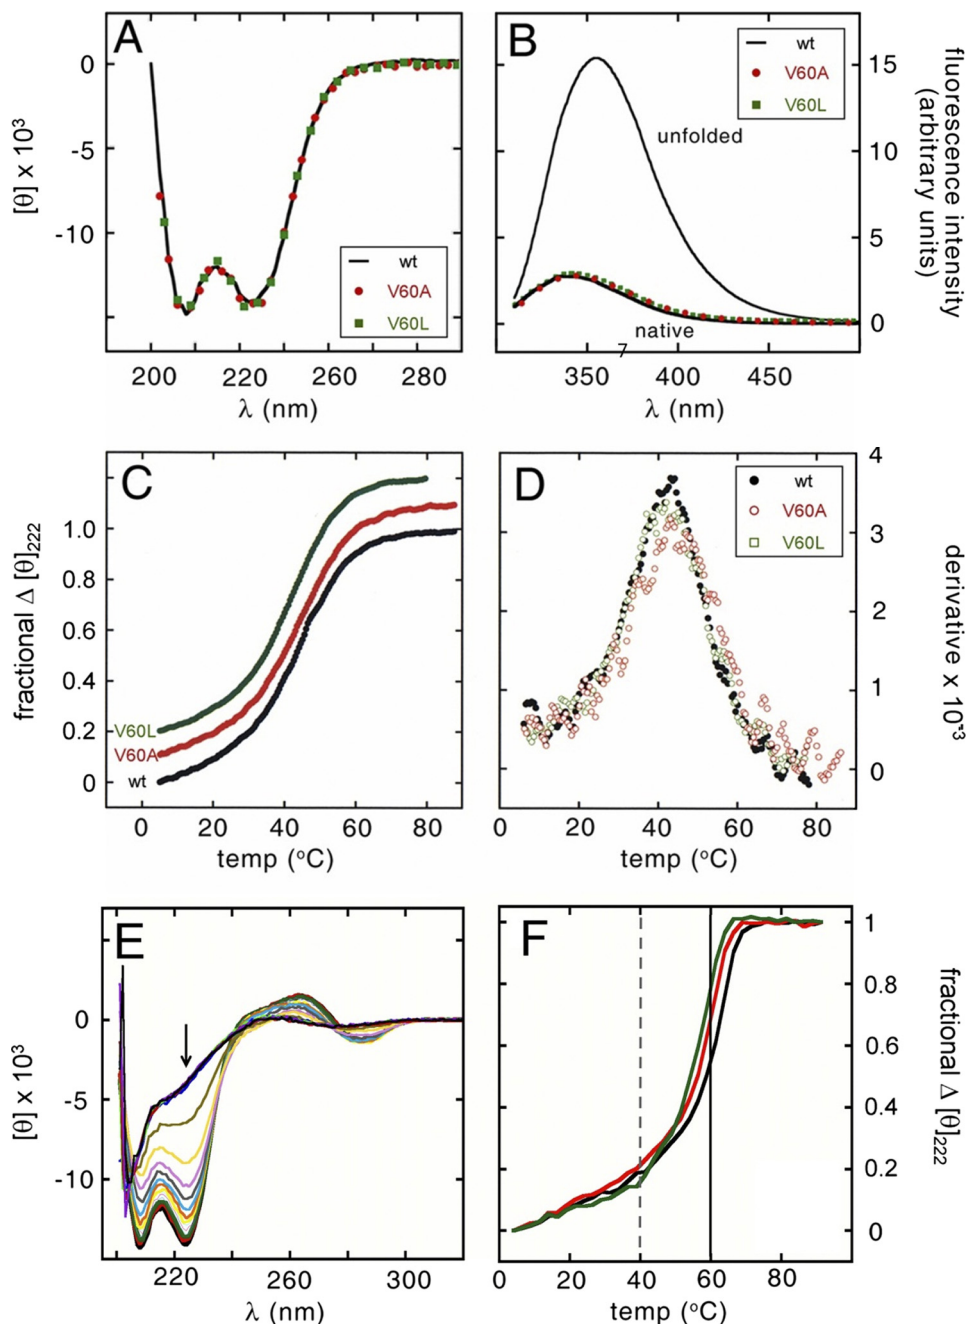 A
[θ] x 10³
0
-5
-10
wt
V60A
V60L
200
220
240
260
280
λ (nm)
B
wt
V60A
V60L
unfolded
native
7
15
10
5
0
fluorescence intensity
(arbitrary units)
350
400
450
λ (nm)
C
fractional Δ [θ]₂₂₂
1.0
0.8
0.6
0.4
0.2
0
V60L
V60A
wt
0
20
40
60
80
temp (°C)
D
wt
V60A
V60L
4
3
2
1
0
derivative x 10⁻³
0
20
40
60
80
temp (°C)
E
[θ] x 10³
0
-5
-10
220
260
300
λ (nm)
F
1
0.8
0.6
0.4
0.2
0
fractional Δ [θ]₂₂₂
0
20
40
60
80
temp (°C)